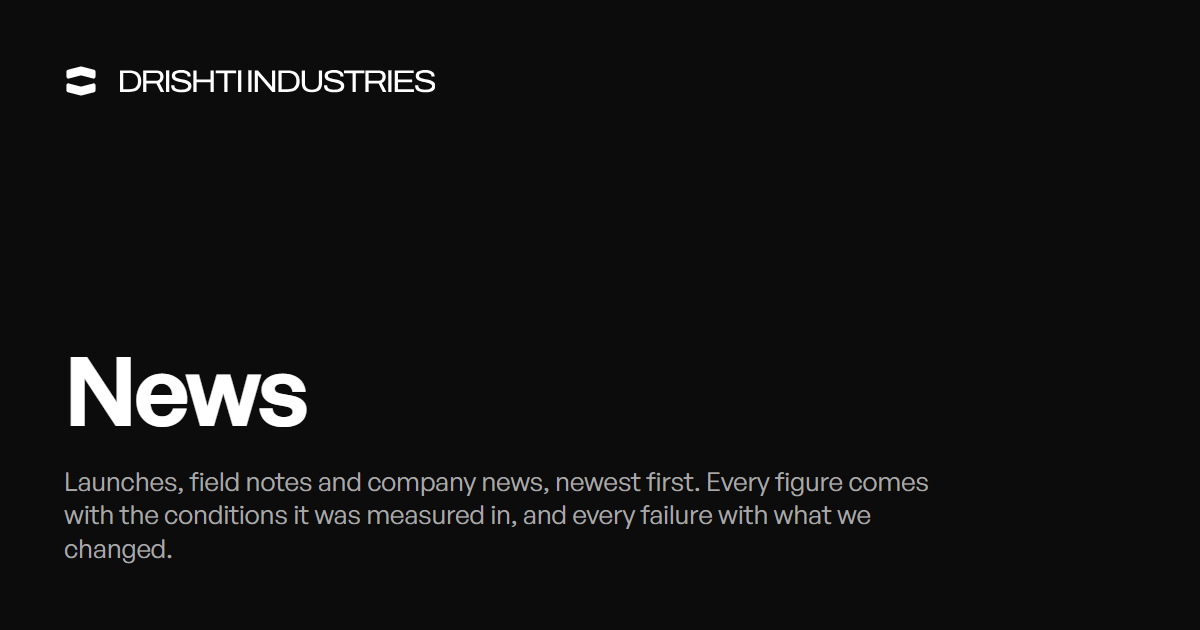 DRISHTI INDUSTRIES
News
Launches, field notes and company news, newest first. Every figure comes
with the conditions it was measured in, and every failure with what we
changed.